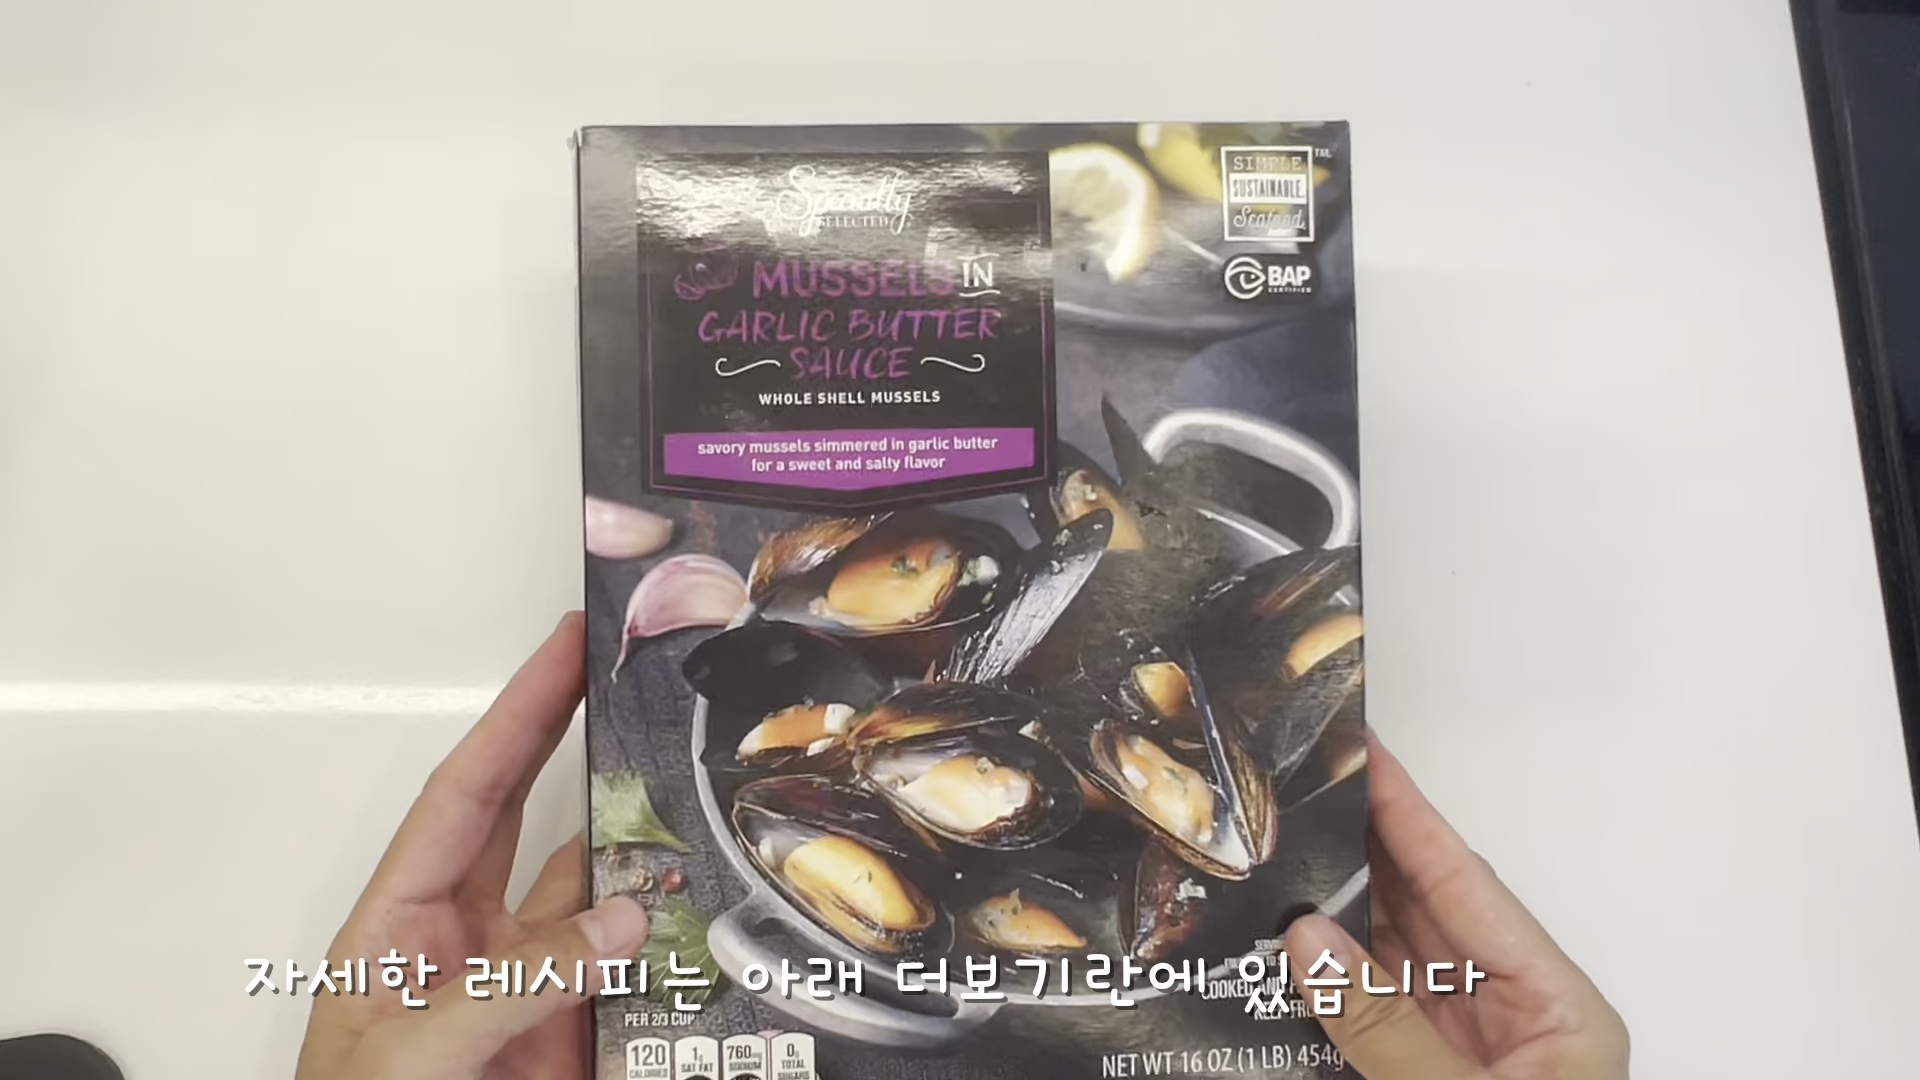 Specialty
SELECTED
MUSSELS IN
GARLIC BUTTER
SAUCE
WHOLE SHELL MUSSELS
savory mussels simmered in garlic butter
for a sweet and salty flavor
SIMPLE TM
SUSTAINABLE.
Seafood.
BAP
CERTIFIED
자세한 레시피는 아래 더보기란에 있습니다
COOKED AND
PER 2/3 CUP
120
CALORIES
1g
SAT FAT
760mg
SODIUM
0g
TOTAL
SUGARS
NET WT 16 OZ (1 LB) 454g